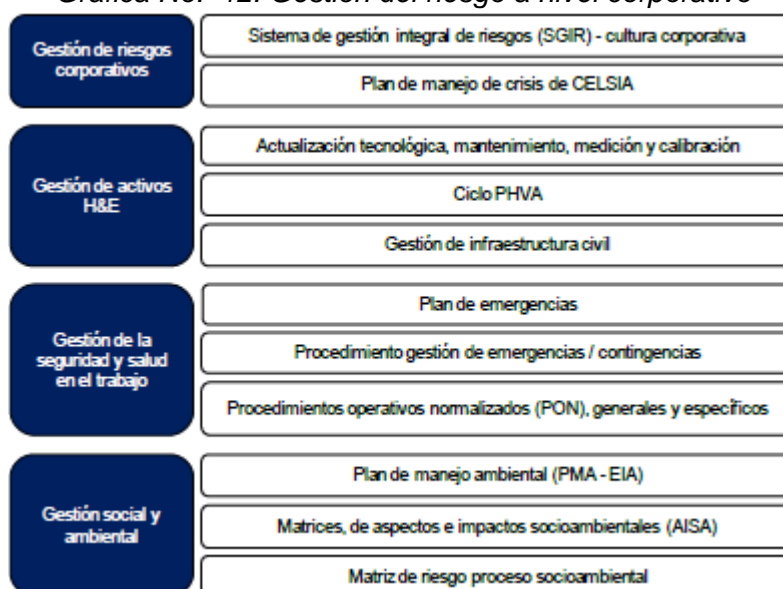 Gráfica No. 42. Gestión del riesgo a nivel corporativo
Gestión de riesgos
corporativos
Sistema de gestión integral de riesgos (SGIR) - cultura corporativa
Plan de manejo de crisis de CELSIA
Gestión de activos
H&E
Actualización tecnológica, mantenimiento, medición y calibración
Ciclo PHVA
Gestión de infraestructura civil
Gestión de la
seguridad y salud
en el trabajo
Plan de emergencias
Procedimiento gestión de emergencias / contingencias
Procedimientos operativos normalizados (PON), generales y específicos
Gestión social y
ambiental
Plan de manejo ambiental (PMA - EIA)
Matrices, de aspectos e impactos socioambientales (AISA)
Matriz de riesgo proceso socioambiental